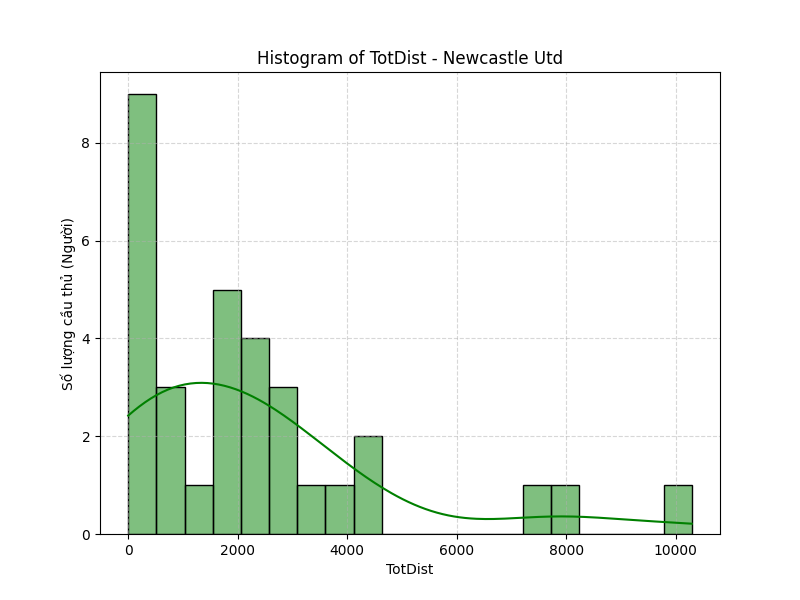 Histogram of TotDist - Newcastle Utd
Số lượng cầu thủ (Người)
8
6
4
2
0
0 2000 4000 6000 8000 10000
TotDist